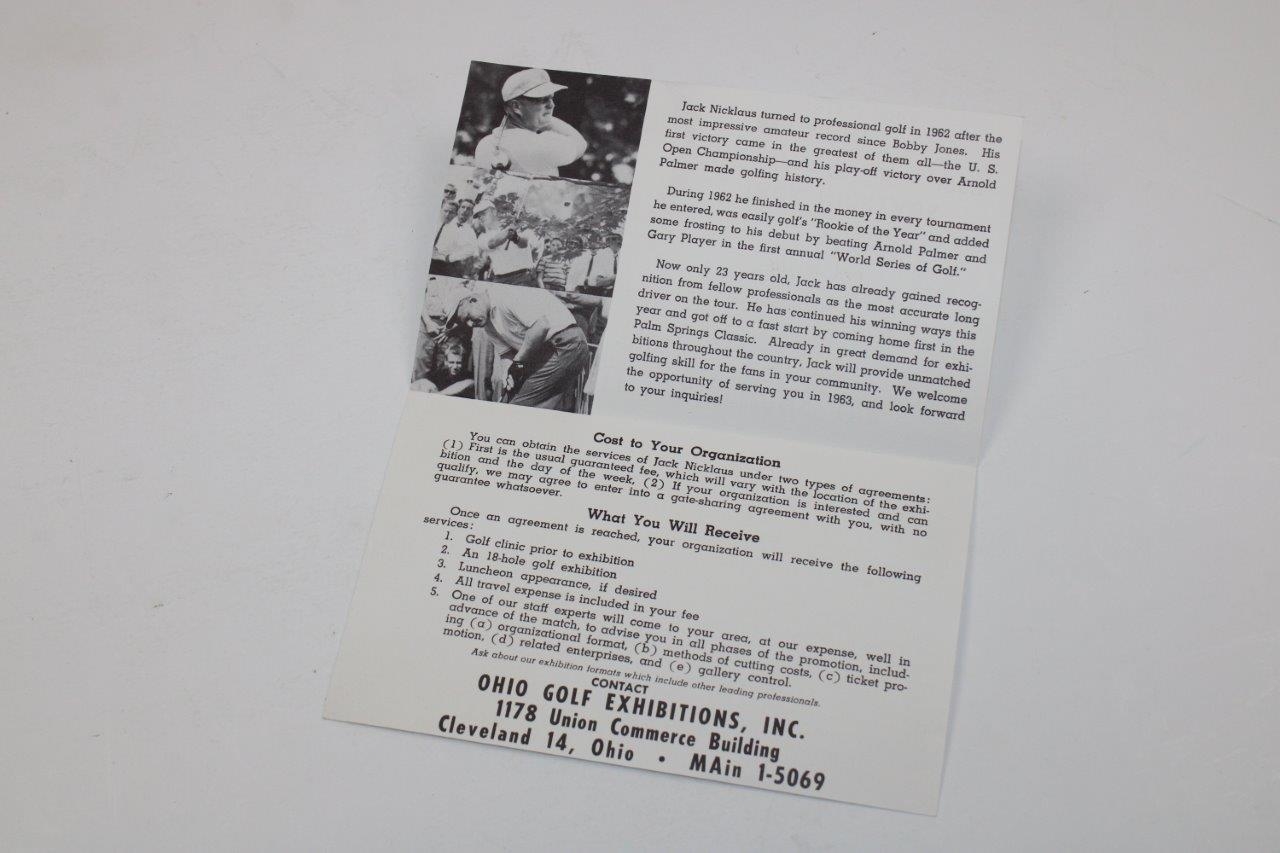 Jack Nicklaus turned to professional golf in 1962 after the
most impressive amateur record since Bobby Jones. His
first victory came in the greatest of them all—the U. S.
Open Championship—and his play-off victory over Arnold
Palmer made golfing history.
During 1962 he finished in the money in every tournament
he entered, was easily golf's "Rookie of the Year" and added
some frosting to his debut by beating Arnold Palmer and
Gary Player in the first annual "World Series of Golf."
Now only 23 years old, Jack has already gained recog-
nition from fellow professionals as the most accurate long
driver on the tour. He has continued his winning ways this
year and got off to a fast start by coming home first in the
Palm Springs Classic. Already in great demand for exhi-
bitions throughout the country, Jack will provide unmatched
golfing skill for the fans in your community. We welcome
the opportunity of serving you in 1963, and look forward
to your inquiries!
Cost to Your Organization
You can obtain the services of Jack Nicklaus under two types of agreements:
(1) First is the usual guaranteed fee, which will vary with the location of the exhi-
bition and the day of the week, (2) If your organization is interested and can
qualify, we may agree to enter into a gate-sharing agreement with you, with no
guarantee whatsoever.
What You Will Receive
Once an agreement is reached, your organization will receive the following
services:
1. Golf clinic prior to exhibition
2. An 18-hole golf exhibition
3. Luncheon appearance, if desired
4. All travel expense is included in your fee
5. One of our staff experts will come to your area, at our expense, well in
advance of the match, to advise you in all phases of the promotion, includ-
ing (a) organizational format, (b) methods of cutting costs, (c) ticket pro-
motion, (d) related enterprises, and (e) gallery control.
Ask about our exhibition formats which include other leading professionals.
CONTACT
OHIO GOLF EXHIBITIONS, INC.
1178 Union Commerce Building
Cleveland 14, Ohio • MAin 1-5069